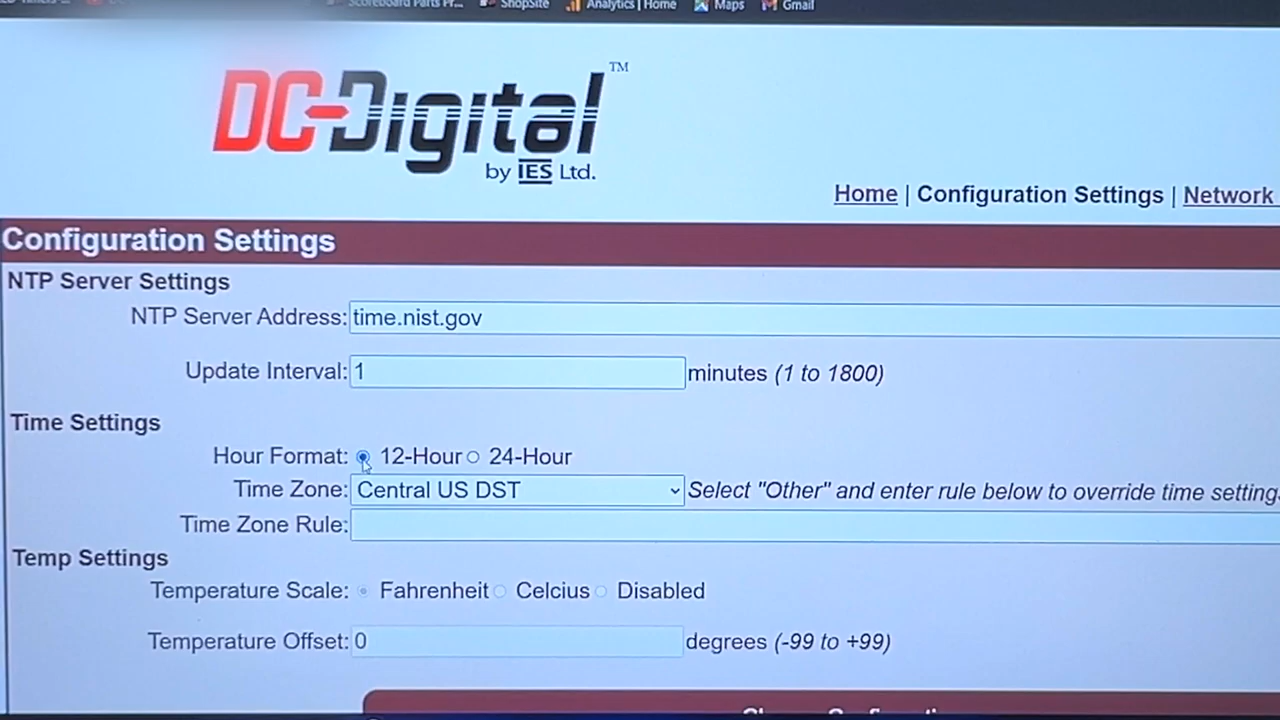 Scoreboard Parts Pr... ShopSite Analytics | Home Maps Gmail
DC-Digital TM
by IES Ltd.
Home | Configuration Settings | Network
Configuration Settings
NTP Server Settings
NTP Server Address: time.nist.gov
Update Interval: 1 minutes (1 to 1800)
Time Settings
Hour Format: 12-Hour 24-Hour
Time Zone: Central US DST Select "Other" and enter rule below to override time settings
Time Zone Rule:
Temp Settings
Temperature Scale: Fahrenheit Celcius Disabled
Temperature Offset: 0 degrees (-99 to +99)